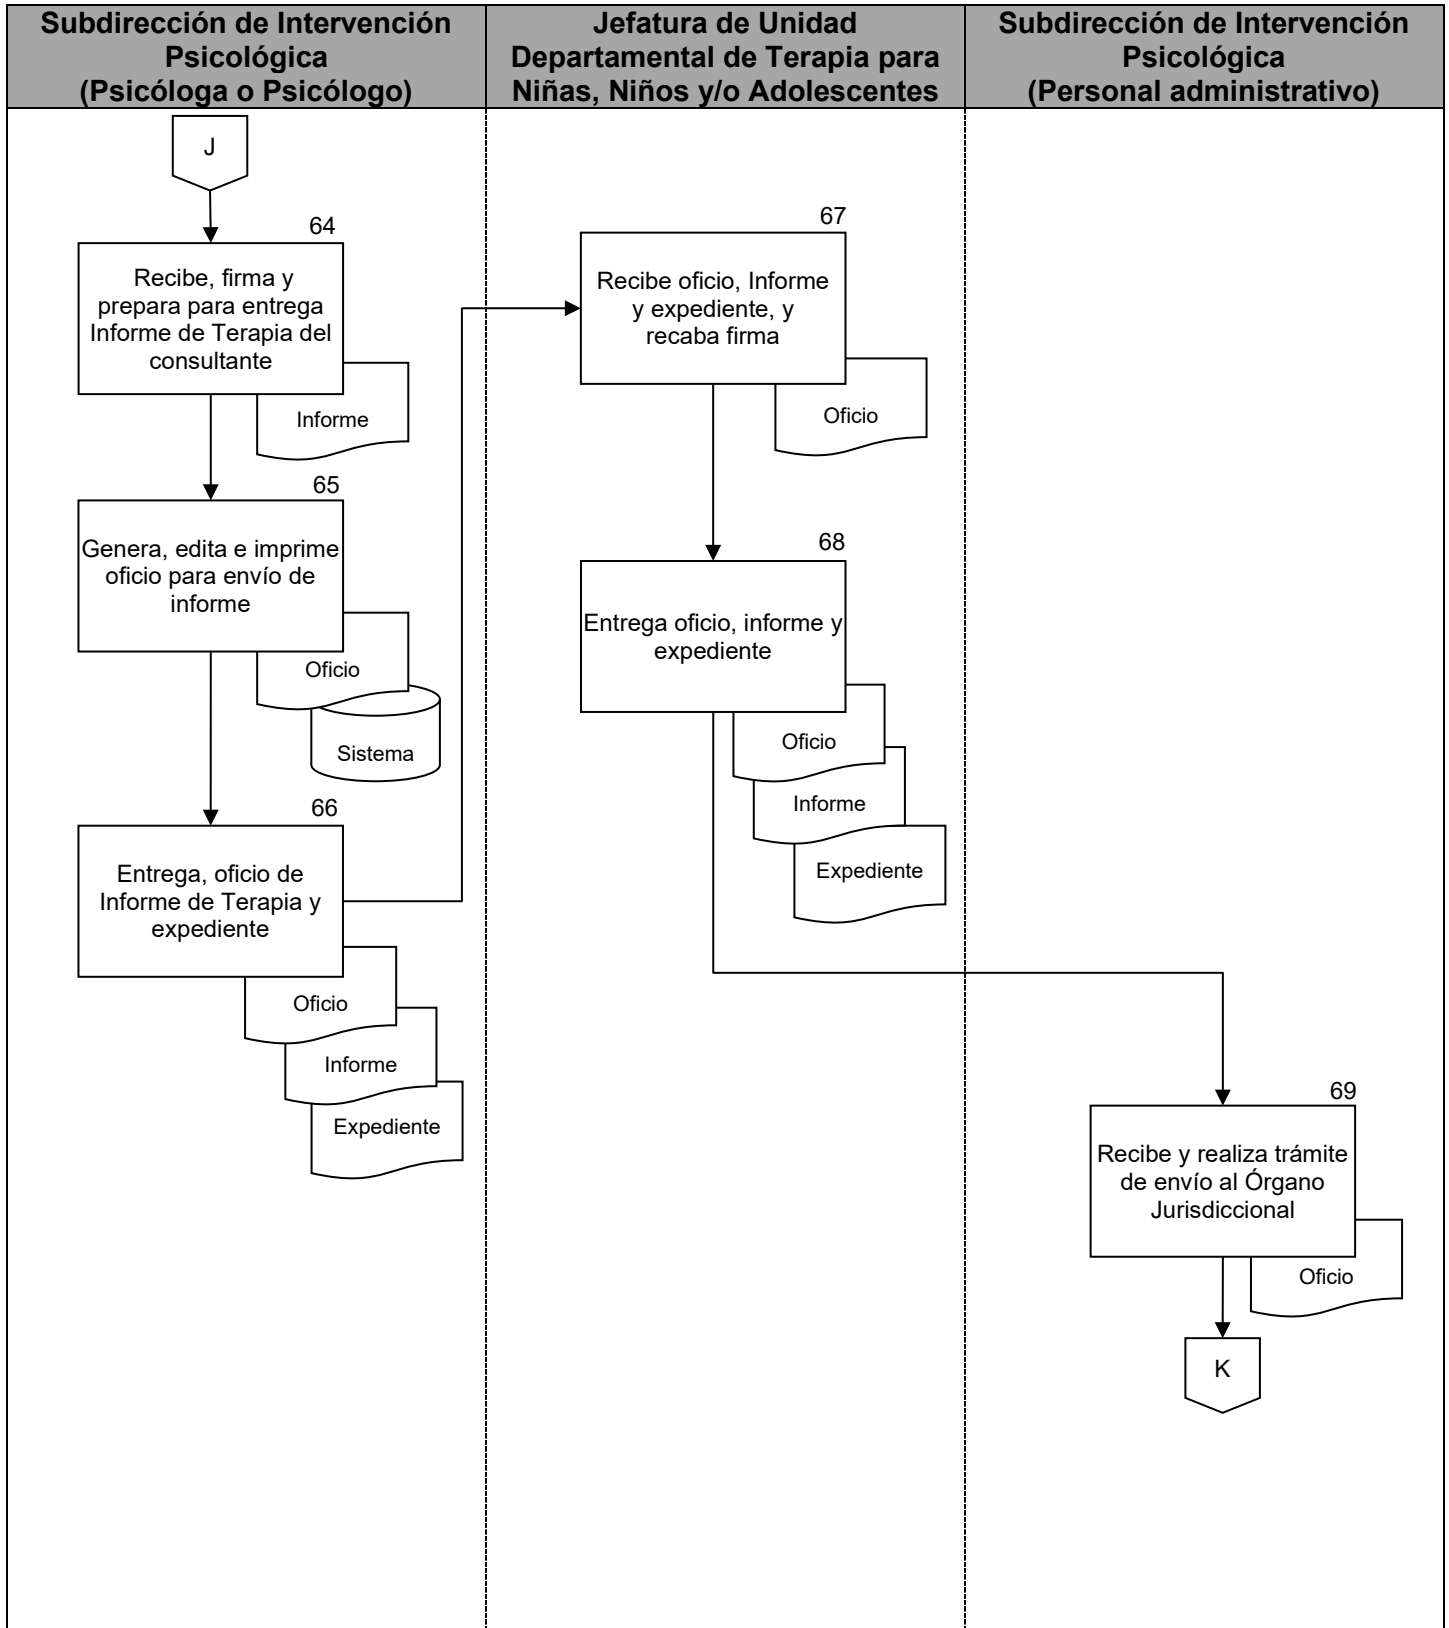 Subdirección de Intervención
Psicológica
(Psicóloga o Psicólogo)
Jefatura de Unidad
Departamental de Terapia para
Niñas, Niños y/o Adolescentes
Subdirección de Intervención
Psicológica
(Personal administrativo)
J
64
Recibe, firma y
prepara para entrega
Informe de Terapia del
consultante
Informe
65
Genera, edita e imprime
oficio para envío de
informe
Oficio
Sistema
66
Entrega, oficio de
Informe de Terapia y
expediente
Oficio
Informe
Expediente
67
Recibe oficio, Informe
y expediente, y
recaba firma
Oficio
68
Entrega oficio, informe y
expediente
Oficio
Informe
Expediente
69
Recibe y realiza trámite
de envío al Órgano
Jurisdiccional
Oficio
K